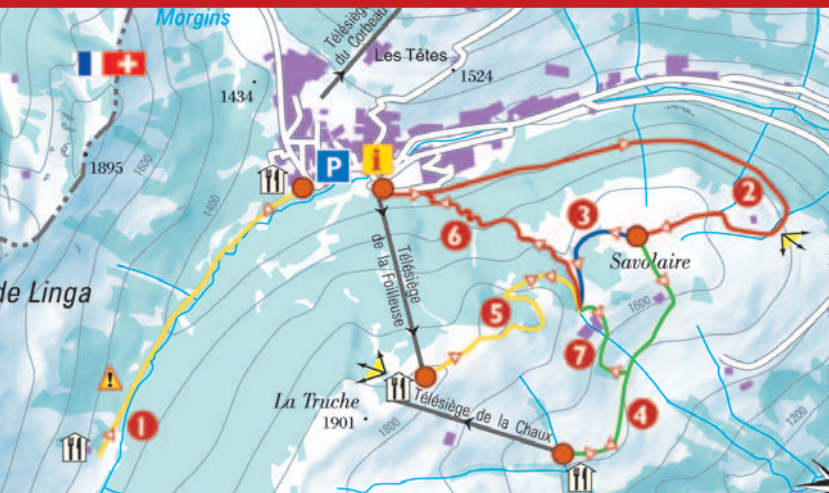 Morgins
Télésiège
du Corbeau
Les Têtes
1524
1434
P
i
1895
1600
1400
2
3
6
Savolaire
Télésiège
de la Foilleuse
de Linga
1600
5
7
La Truche
1901
1800
Télésiège de la Chaux
4
1200
1